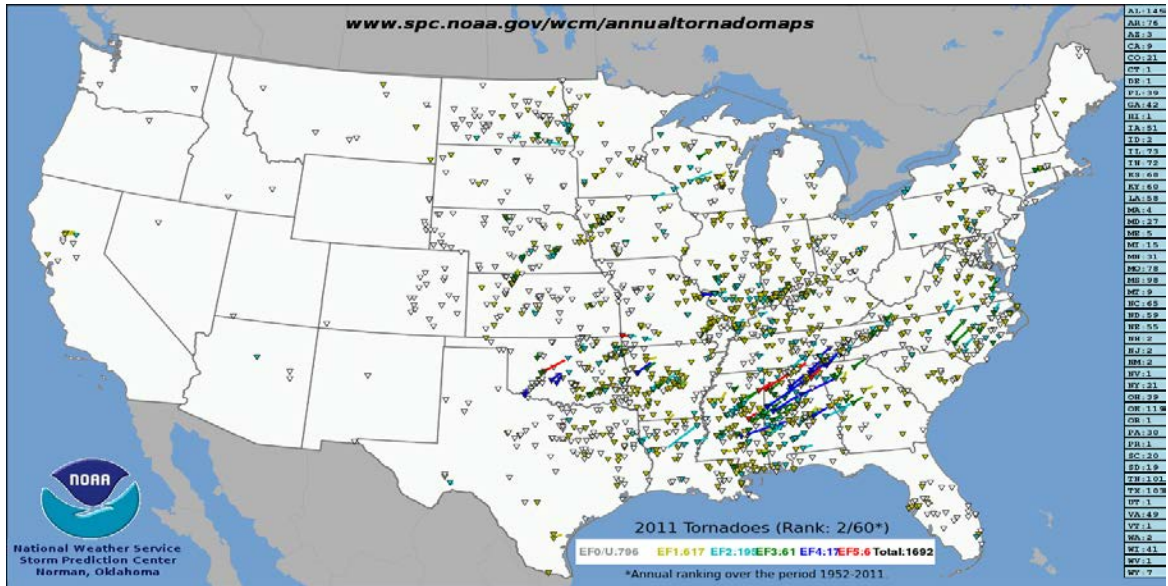 www.spc.noaa.gov/wcm/annualtornadomaps
AL:145
AR:76
AZ:3
CA:9
CO:21
CT:1
DE:1
FL:39
GA:42
HI:1
IA:51
ID:2
IL:73
IN:72
KS:68
KY:60
LA:58
MA:4
MD:27
ME:5
MI:15
MN:31
MO:78
MS:98
MT:9
NC:65
ND:59
NE:55
NH:2
NJ:2
NM:2
NV:1
NY:21
OH:39
OK:119
OR:1
PA:38
PR:1
SC:20
SD:19
TN:101
TX:103
UT:1
VA:49
VT:1
WA:2
WI:41
WV:1
WY:7
NOAA
National Weather Service
Storm Prediction Center
Norman, Oklahoma
2011 Tornadoes (Rank: 2/60*)
EF0/U:796 EF1:617 EF2:195 EF3:61 EF4:17 EF5:6 Total:1692
*Annual ranking over the period 1952-2011.